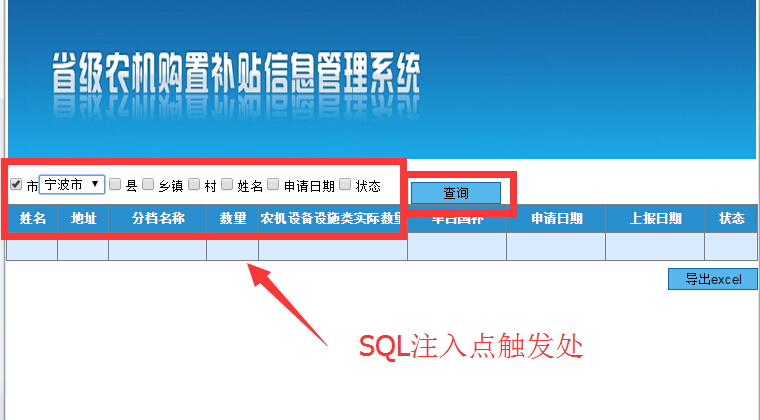 省级农机购置补贴信息管理系统
市 宁波市 县 乡镇 村 姓名 申请日期 状态 查询
姓名 地址 分档名称 数量 农机设备设施类实际数量 单台国补 申请日期 上报日期 状态
导出excel
SQL注入点触发处